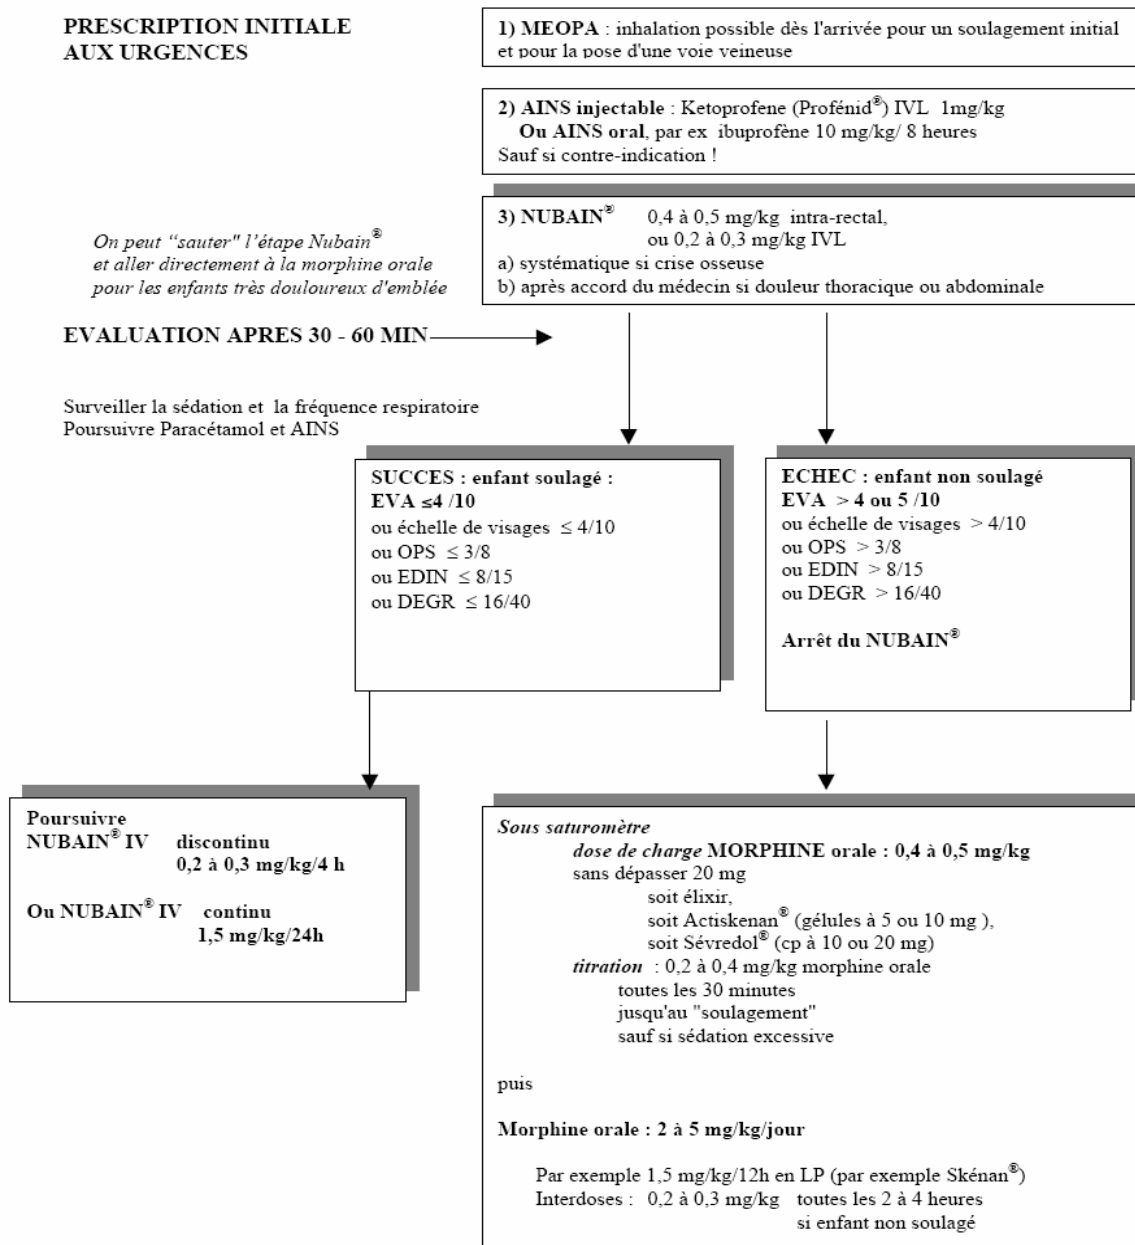 PRESCRIPTION INITIALE
AUX URGENCES
1) MEOPA : inhalation possible dès l'arrivée pour un soulagement initial
et pour la pose d'une voie veineuse
2) AINS injectable : Ketoprofene (Profénid®) IVL 1mg/kg
Ou AINS oral, par ex ibuprofène 10 mg/kg/ 8 heures
Sauf si contre-indication !
3) NUBAIN® 0,4 à 0,5 mg/kg intra-rectal,
ou 0,2 à 0,3 mg/kg IVL
a) systématique si crise osseuse
b) après accord du médecin si douleur thoracique ou abdominale
On peut “sauter" l’étape Nubain®
et aller directement à la morphine orale
pour les enfants très douloureux d'emblée
EVALUATION APRES 30 - 60 MIN
Surveiller la sédation et la fréquence respiratoire
Poursuivre Paracétamol et AINS
SUCCES : enfant soulagé :
EVA ≤4 /10
ou échelle de visages ≤ 4/10
ou OPS ≤ 3/8
ou EDIN ≤ 8/15
ou DEGR ≤ 16/40
ECHEC : enfant non soulagé
EVA > 4 ou 5 /10
ou échelle de visages > 4/10
ou OPS > 3/8
ou EDIN > 8/15
ou DEGR > 16/40
Arrêt du NUBAIN®
Poursuivre
NUBAIN® IV discontinu
0,2 à 0,3 mg/kg/4 h
Ou NUBAIN® IV continu
1,5 mg/kg/24h
Sous saturomètre
dose de charge MORPHINE orale : 0,4 à 0,5 mg/kg
sans dépasser 20 mg
soit élixir,
soit Actiskenan® (gélules à 5 ou 10 mg ),
soit Sévredol® (cp à 10 ou 20 mg)
titration : 0,2 à 0,4 mg/kg morphine orale
toutes les 30 minutes
jusqu'au "soulagement"
sauf si sédation excessive
puis
Morphine orale : 2 à 5 mg/kg/jour
Par exemple 1,5 mg/kg/12h en LP (par exemple Skénan®)
Interdoses : 0,2 à 0,3 mg/kg toutes les 2 à 4 heures
si enfant non soulagé